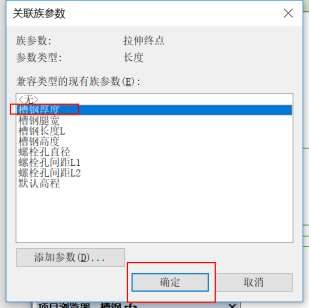 关联族参数
族参数: 拉伸终点
参数类型: 长度
兼容类型的现有族参数(E):
<无>
槽钢厚度
槽钢腿宽
槽钢长度L
槽钢高度
螺栓孔直径
螺栓孔间距L1
螺栓孔间距L2
默认高程
添加参数(D)...
确定 取消